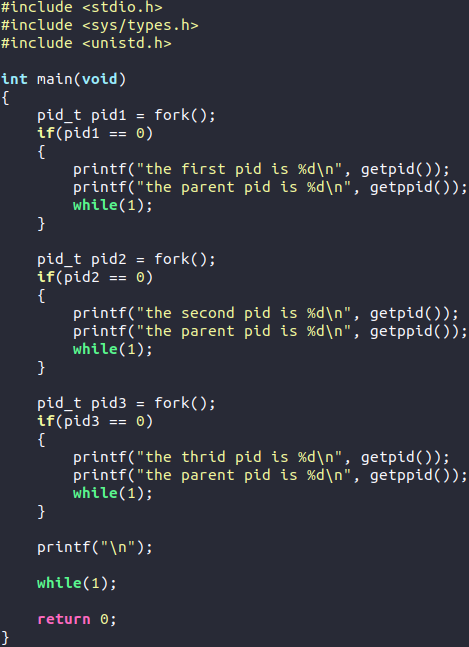 #include <stdio.h>
#include <sys/types.h>
#include <unistd.h>

int main(void)
{
    pid_t pid1 = fork();
    if(pid1 == 0)
    {
        printf("the first pid is %d\n", getpid());
        printf("the parent pid is %d\n", getppid());
        while(1);
    }

    pid_t pid2 = fork();
    if(pid2 == 0)
    {
        printf("the second pid is %d\n", getpid());
        printf("the parent pid is %d\n", getppid());
        while(1);
    }

    pid_t pid3 = fork();
    if(pid3 == 0)
    {
        printf("the thrid pid is %d\n", getpid());
        printf("the parent pid is %d\n", getppid());
        while(1);
    }

    printf("\n");

    while(1);

    return 0;
}